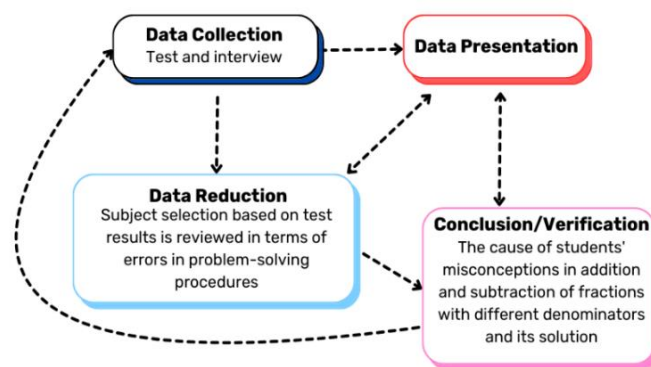 Data Collection
Test and interview
Data Presentation
Data Reduction
Subject selection based on test
results is reviewed in terms of
errors in problem-solving
procedures
Conclusion/Verification
The cause of students'
misconceptions in addition
and subtraction of fractions
with different denominators
and its solution